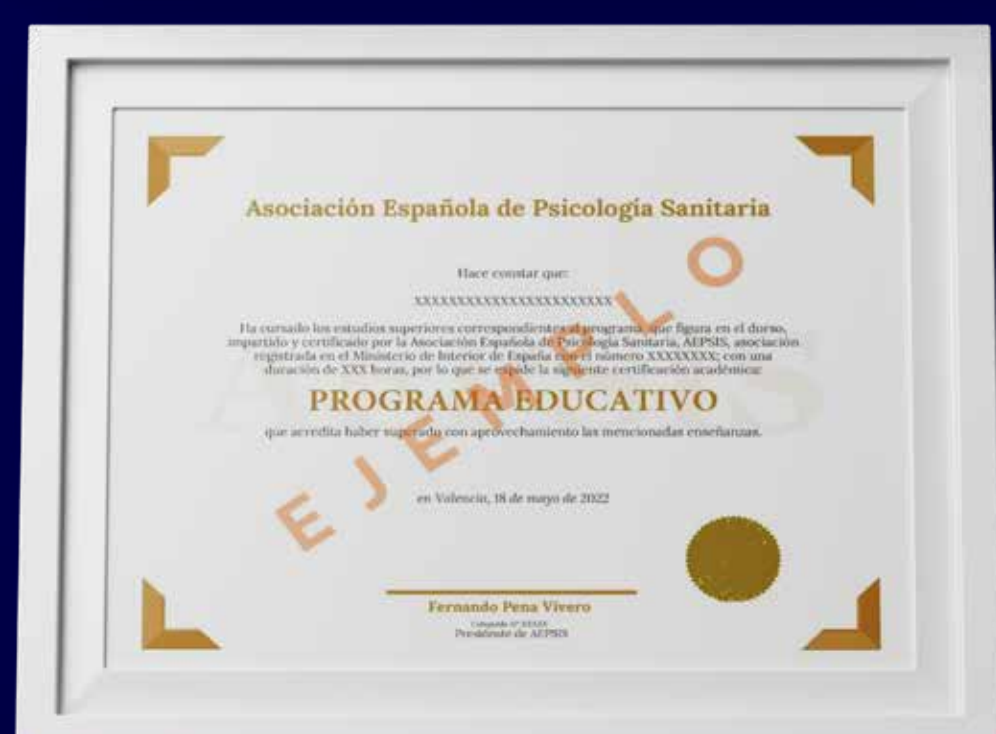 Asociación Española de Psicología Sanitaria
Hace constar que:
XXXXXXXXXXXXXXXXXXXXXXX
Ha cursado los estudios superiores correspondientes al programa, que figura en el dorso,
impartido y certificado por la Asociación Española de Psicología Sanitaria, AEPSIS, asociación
registrada en el Ministerio de Interior de España con el número XXXXXXXX; con una
duración de XXX horas, por lo que se expide la siguiente certificación académica:
PROGRAMA EDUCATIVO
que acredita haber superado con aprovechamiento las mencionadas enseñanzas.
EJEMPLO
en Valencia, 18 de mayo de 2022
Fernando Pena Vivero
Presidente de AEPSIS